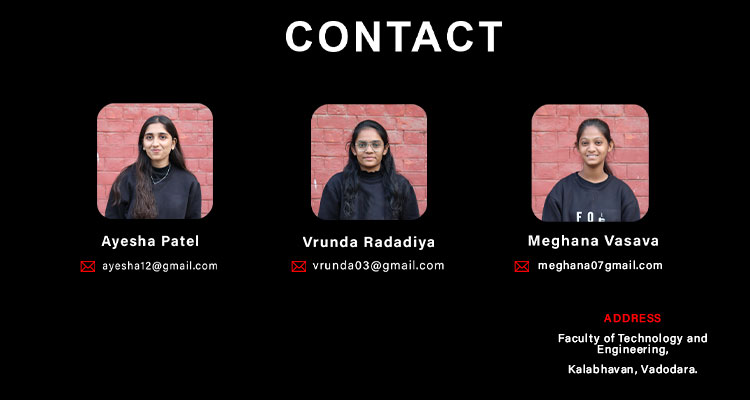 CONTACT
Ayesha Patel
ayesha12@gmail.com
Vrunda Radadiya
vrunda03@gmail.com
Meghana Vasava
meghana07gmail.com
ADDRESS
Faculty of Technology and
Engineering,
Kalabhavan, Vadodara.